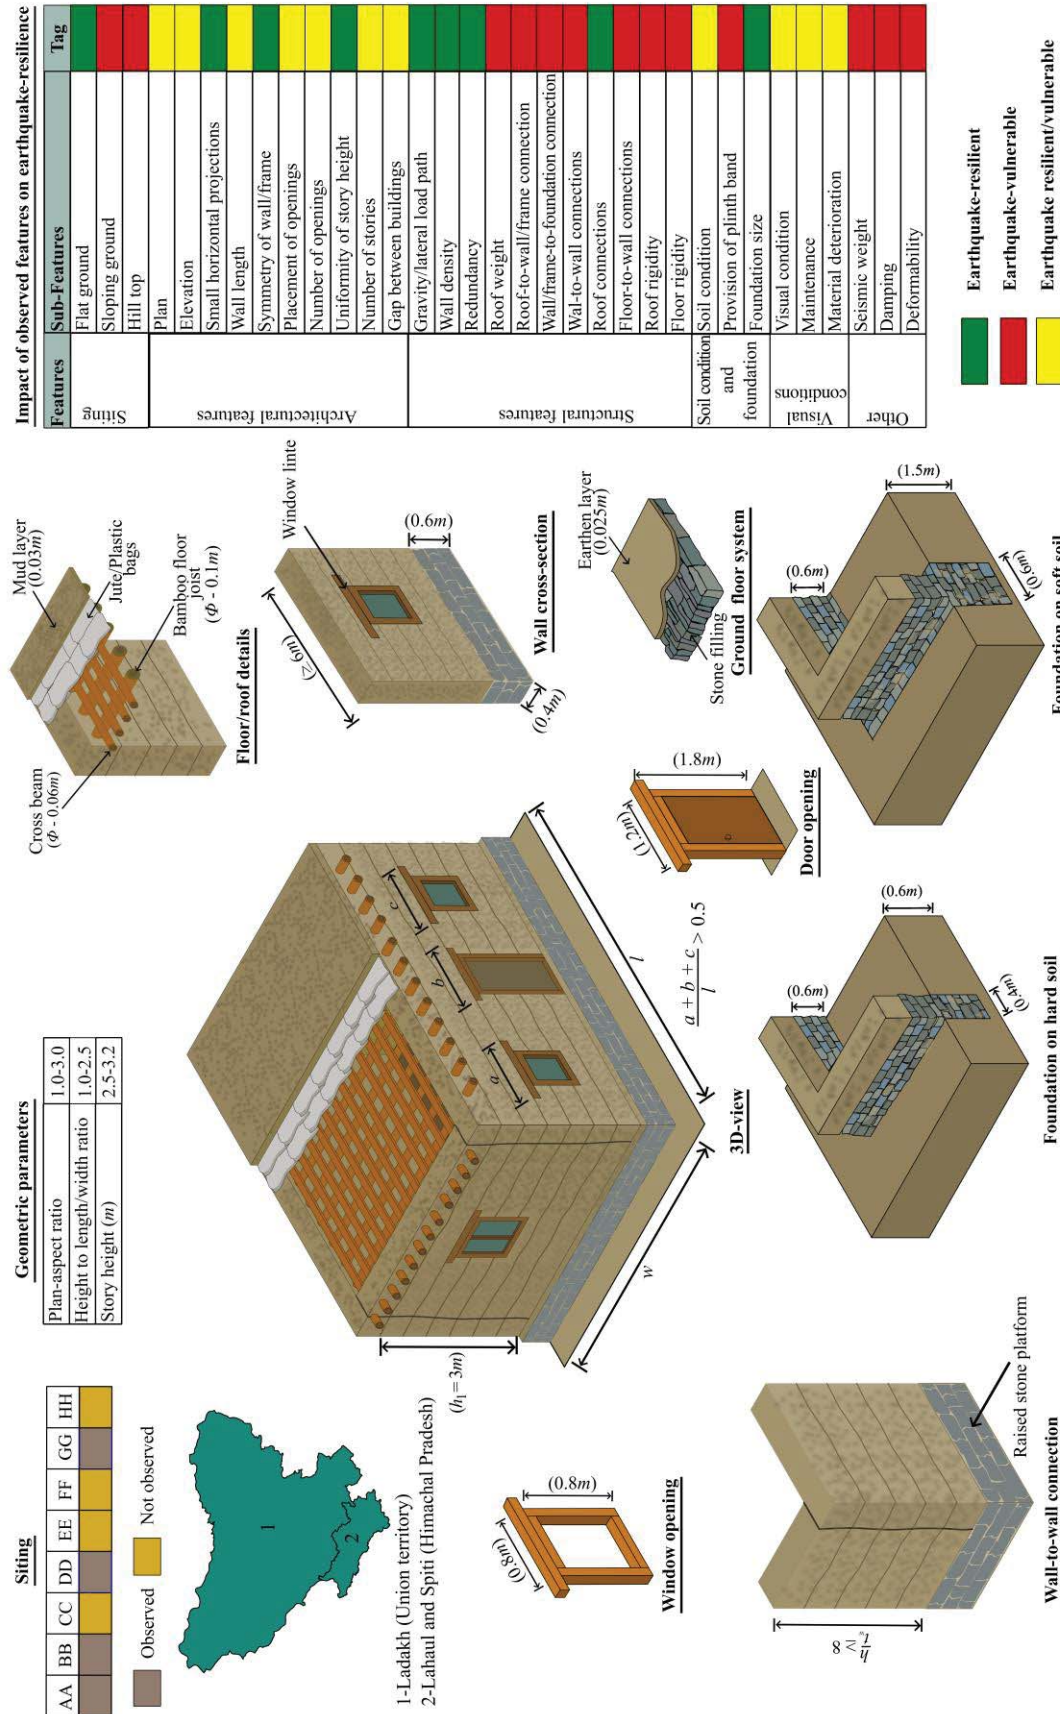 Siting
AA BB CC DD EE FF GG HH
Observed
Not observed
1
2
1-Ladakh (Union territory)
2-Lahaul and Spiti (Himachal Pradesh)
Geometric parameters
Plan-aspect ratio 1.0-3.0
Height to length/width ratio 1.0-2.5
Story height (m) 2.5-3.2
Cross beam
(Φ - 0.06m)
Mud layer
(0.03m)
Jute/Plastic
bags
Bamboo floor
joist
(Φ - 0.1m)
Floor/roof details
(h₁ = 3m)
w
l
a
b
c
(a + b + c)/l > 0.5
3D-view
Window linte
(≥6m)
(0.6m)
(0.4m)
Wall cross-section
(0.8m)
(0.8m)
Window opening
(1.2m)
(1.8m)
Door opening
Earthen layer
(0.025m)
Stone filling
Ground floor system
h/tw ≥ 8
Raised stone platform
Wall-to-wall connection
(0.6m)
(0.6m)
(0.4m)
Foundation on hard soil
(0.6m)
(1.5m)
(0.6m)
Foundation on soft soil
Impact of observed features on earthquake-resilience
Features Sub-Features Tag
Siting
Flat ground
Sloping ground
Hill top
Architectural features
Plan
Elevation
Small horizontal projections
Wall length
Symmetry of wall/frame
Placement of openings
Number of openings
Uniformity of story height
Number of stories
Gap between buildings
Structural features
Gravity/lateral load path
Wall density
Redundancy
Roof weight
Roof-to-wall/frame connection
Wall/frame-to-foundation connection
Wal-to-wall connections
Roof connections
Floor-to-wall connections
Roof rigidity
Floor rigidity
Soil condition
and
foundation
Soil condition
Provision of plinth band
Foundation size
Visual
conditions
Visual condition
Maintenance
Material deterioration
Other
Seismic weight
Damping
Deformability
Earthquake-resilient
Earthquake-vulnerable
Earthquake resilient/vulnerable